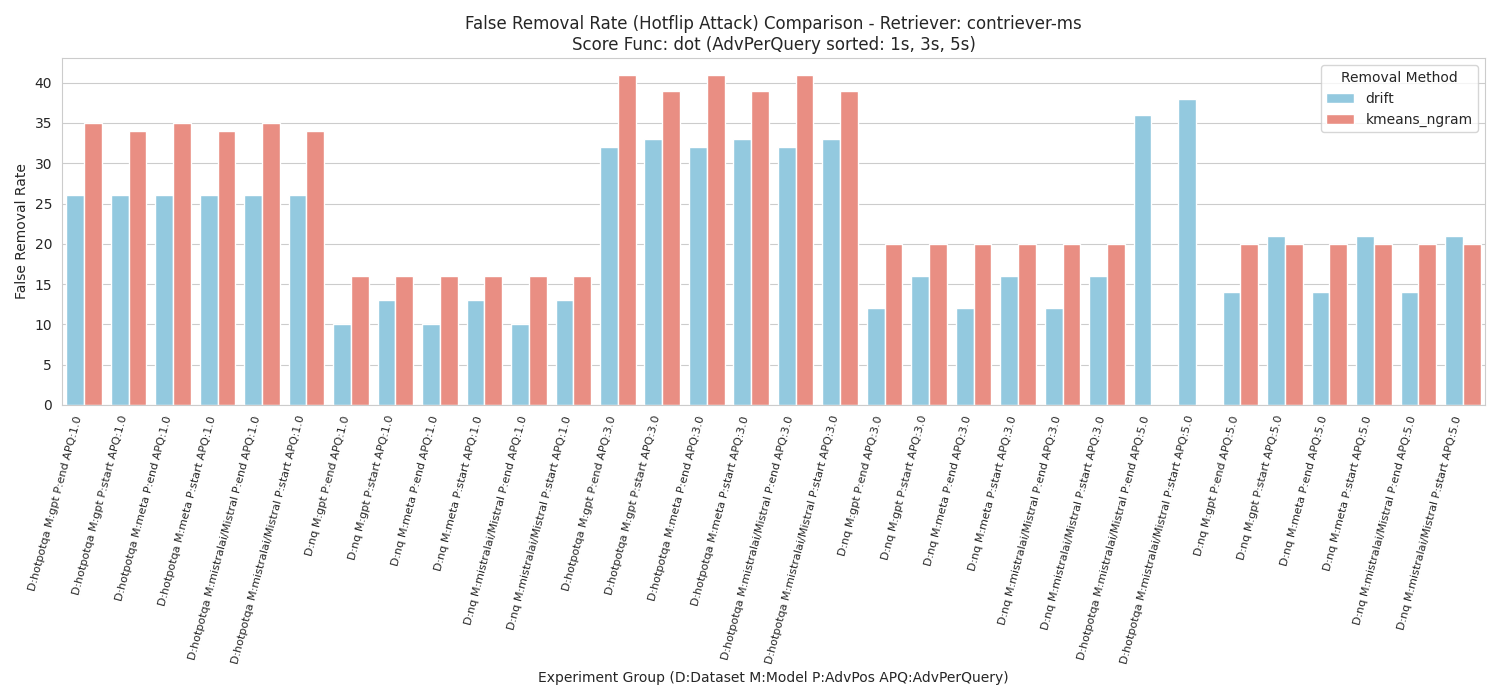 False Removal Rate (Hotflip Attack) Comparison - Retriever: contriever-ms
Score Func: dot (AdvPerQuery sorted: 1s, 3s, 5s)
Removal Method
drift
kmeans_ngram
False Removal Rate
40
35
30
25
20
15
10
5
0
D:hotpotqa M:gpt P:end APQ:1.0
D:hotpotqa M:gpt P:start APQ:1.0
D:hotpotqa M:meta P:end APQ:1.0
D:hotpotqa M:meta P:start APQ:1.0
D:hotpotqa M:mistralai/Mistral P:end APQ:1.0
D:hotpotqa M:mistralai/Mistral P:start APQ:1.0
D:nq M:gpt P:end APQ:1.0
D:nq M:gpt P:start APQ:1.0
D:nq M:meta P:end APQ:1.0
D:nq M:meta P:start APQ:1.0
D:nq M:mistralai/Mistral P:end APQ:1.0
D:nq M:mistralai/Mistral P:start APQ:1.0
D:hotpotqa M:gpt P:end APQ:3.0
D:hotpotqa M:gpt P:start APQ:3.0
D:hotpotqa M:meta P:end APQ:3.0
D:hotpotqa M:meta P:start APQ:3.0
D:hotpotqa M:mistralai/Mistral P:end APQ:3.0
D:hotpotqa M:mistralai/Mistral P:start APQ:3.0
D:nq M:gpt P:end APQ:3.0
D:nq M:gpt P:start APQ:3.0
D:nq M:meta P:end APQ:3.0
D:nq M:meta P:start APQ:3.0
D:nq M:mistralai/Mistral P:end APQ:3.0
D:nq M:mistralai/Mistral P:start APQ:3.0
D:hotpotqa M:mistralai/Mistral P:end APQ:5.0
D:hotpotqa M:mistralai/Mistral P:start APQ:5.0
D:nq M:gpt P:end APQ:5.0
D:nq M:gpt P:start APQ:5.0
D:nq M:meta P:end APQ:5.0
D:nq M:meta P:start APQ:5.0
D:nq M:mistralai/Mistral P:end APQ:5.0
D:nq M:mistralai/Mistral P:start APQ:5.0
Experiment Group (D:Dataset M:Model P:AdvPos APQ:AdvPerQuery)